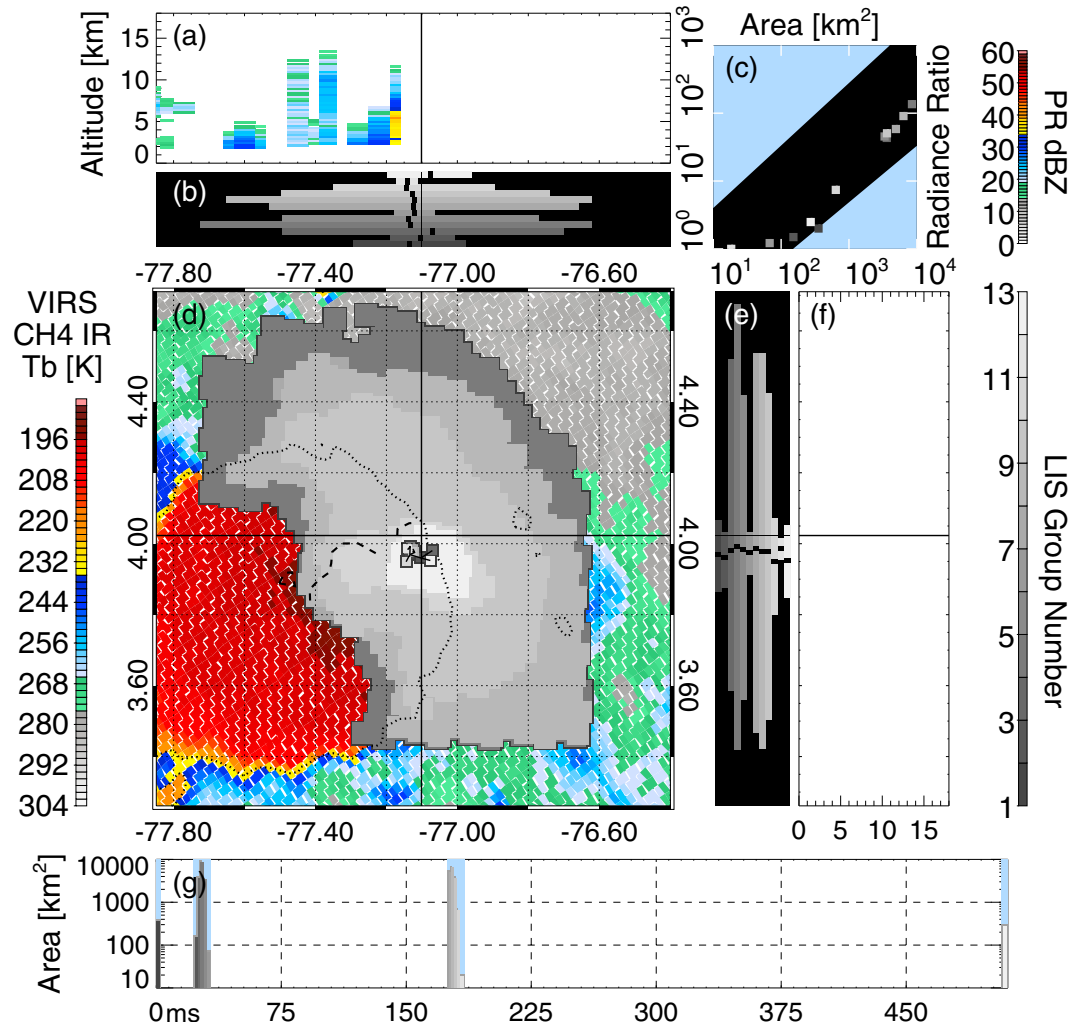 Area [km²]
(a)
Altitude [km]
15
10
5
0
10³
10²
10¹
10⁰
Radiance Ratio
(c)
60
50
40
30
20
10
0
PR dBZ
(b)
10¹ 10² 10³ 10⁴
-77.80 -77.40 -77.00 -76.60
VIRS
CH4 IR
Tb [K]
196
208
220
232
244
256
268
280
292
304
(d)
4.40
4.00
3.60
4.40
4.00
3.60
-77.80 -77.40 -77.00 -76.60
(e)
(f)
0 5 10 15
13
11
9
7
5
3
1
LIS Group Number
(g)
Area [km²]
10000
1000
100
10
0 ms 75 150 225 300 375 450